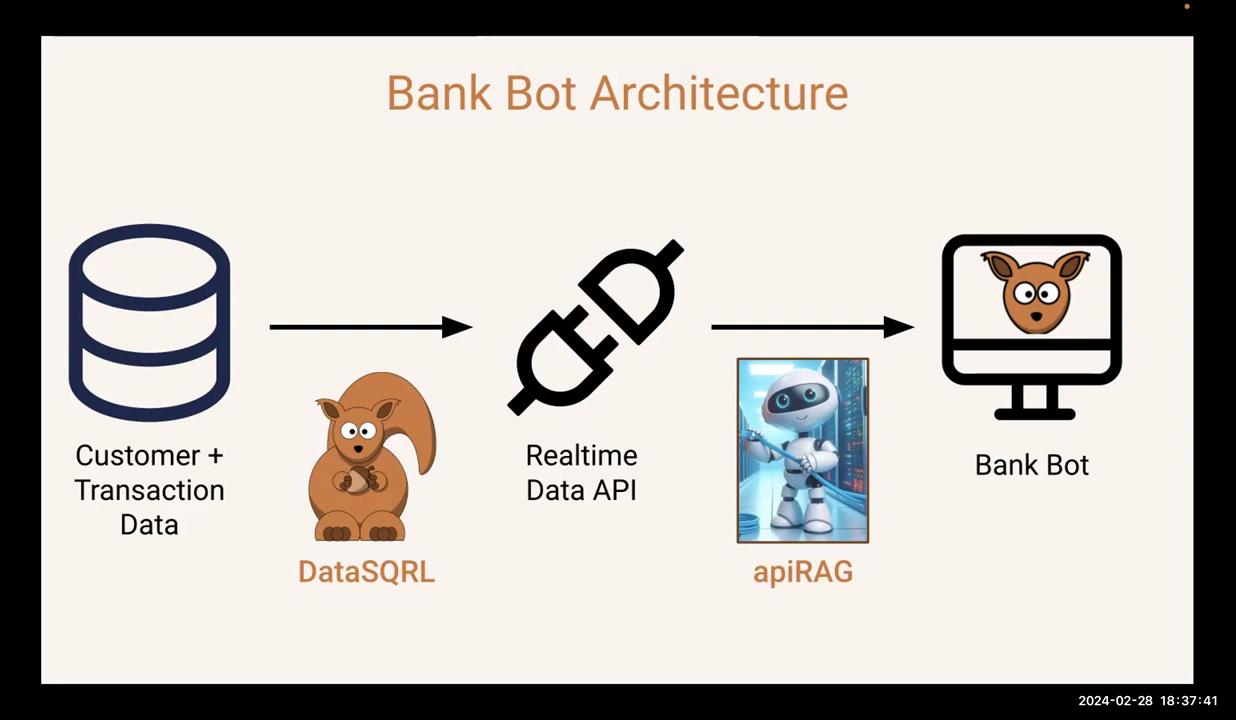 Bank Bot Architecture
Customer +
Transaction
Data
DataSQRL
Realtime
Data API
apiRAG
Bank Bot
2024-02-28 18:37:41